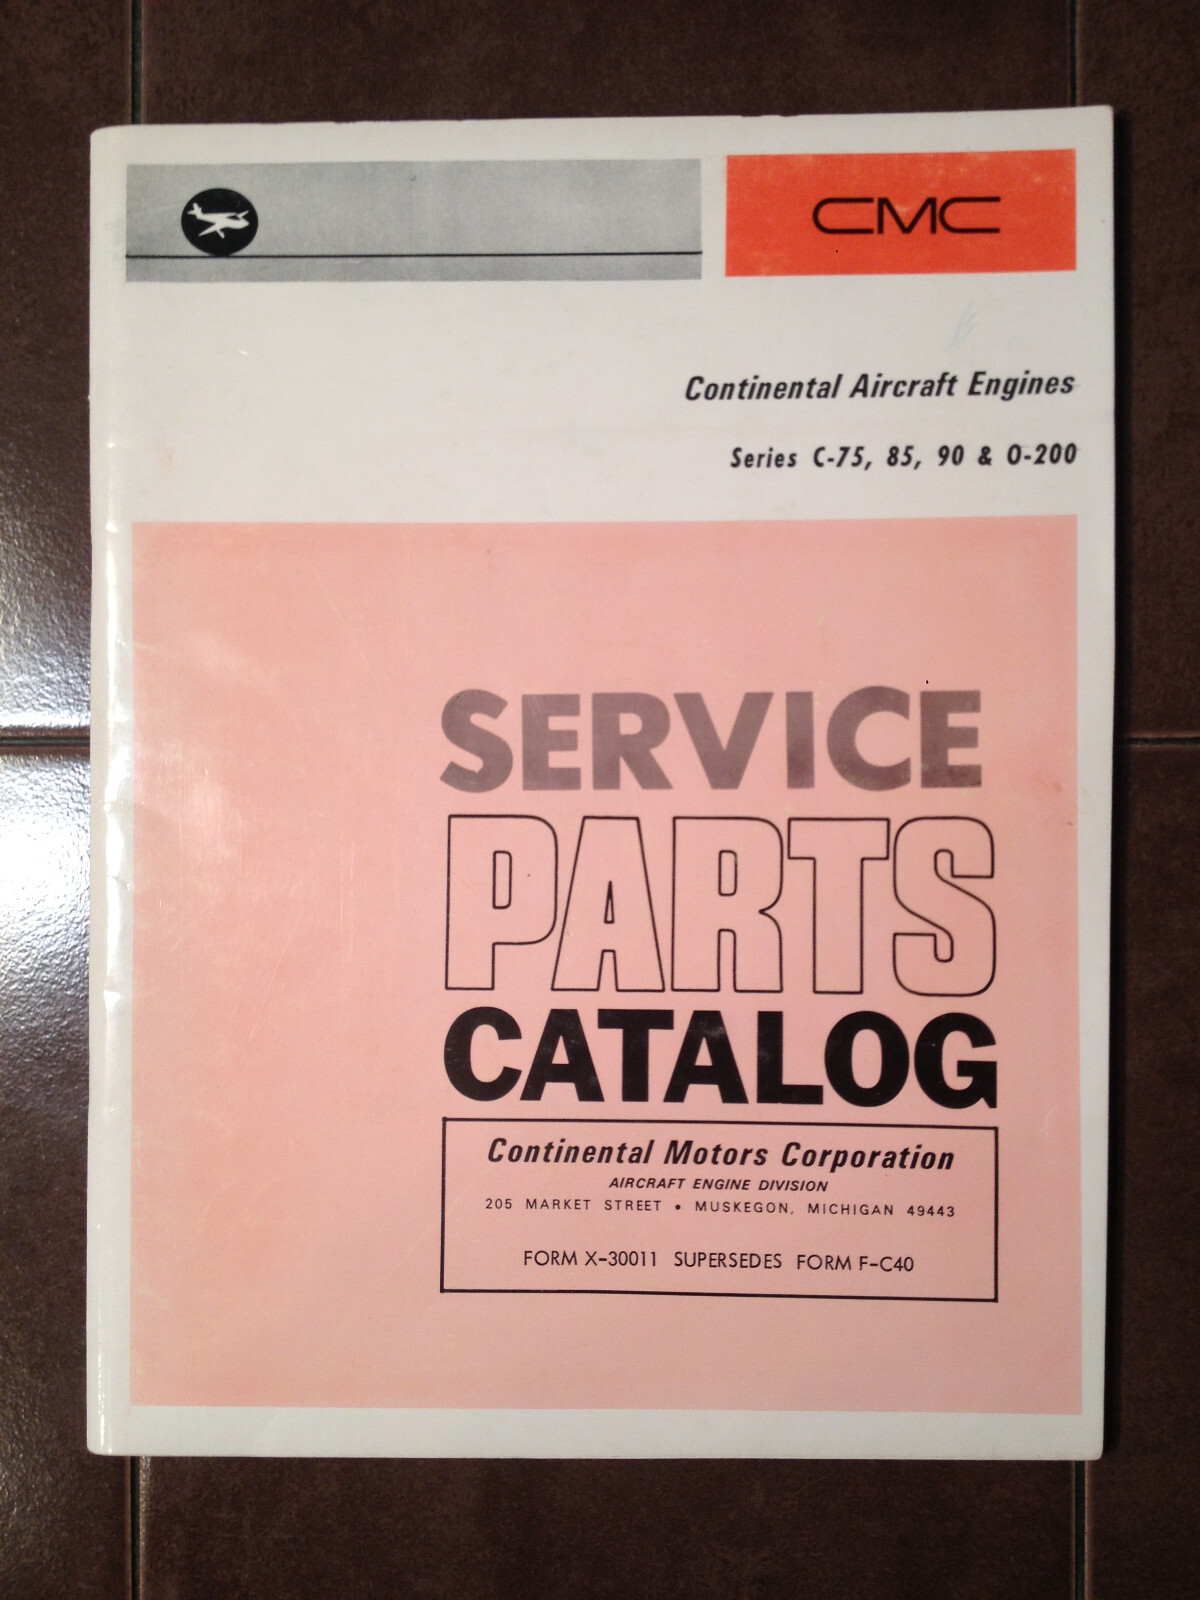 CMC
Continental Aircraft Engines
Series C-75, 85, 90 & O-200
SERVICE
PARTS
CATALOG
Continental Motors Corporation
AIRCRAFT ENGINE DIVISION
205 MARKET STREET • MUSKEGON, MICHIGAN 49443
FORM X-30011 SUPERSEDES FORM F-C40